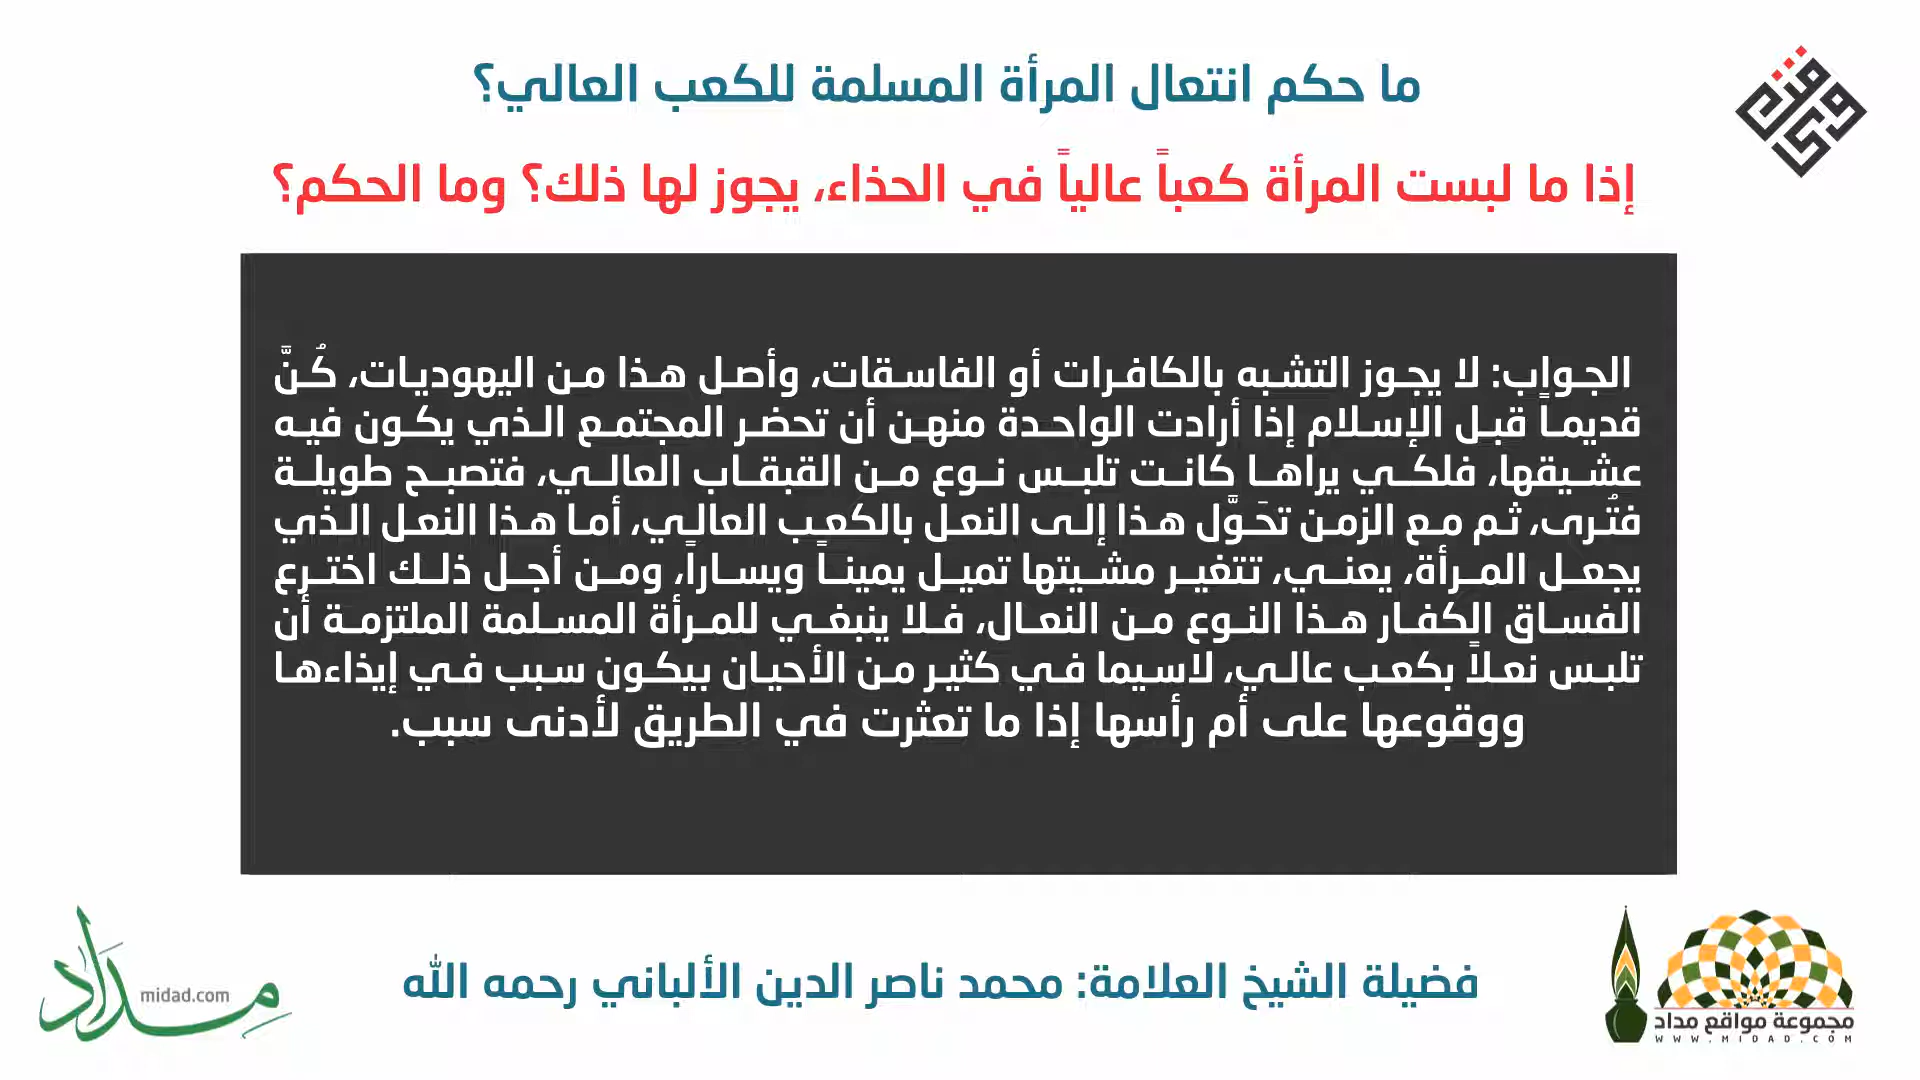 ما حكم انتعال المرأة المسلمة للكعب العالي؟
إذا ما لبست المرأة كعباً عالياً في الحذاء، يجوز لها ذلك؟ وما الحكم؟
الجواب: لا يجوز التشبه بالكافرات أو الفاسقات، وأصل هذا من اليهوديات، كُنَّ
قديماً قبل الإسلام إذا أرادت الواحدة منهن أن تحضر المجتمع الذي يكون فيه
عشيقها، فلكي يراها كانت تلبس نوع من القبقاب العالي، فتصبح طويلة
فتُرى، ثم مع الزمن تحَوَّل هذا إلى النعل بالكعب العالي، أما هذا النعل الذي
يجعل المرأة، يعني، تتغير مشيتها تميل يميناً ويساراً، ومن أجل ذلك اخترع
الفساق الكفار هذا النوع من النعال، فلا ينبغي للمرأة المسلمة الملتزمة أن
تلبس نعلاً بكعب عالي، لاسيما في كثير من الأحيان بيكون سبب في إيذاءها
ووقوعها على أم رأسها إذا ما تعثرت في الطريق لأدنى سبب.
فضيلة الشيخ العلامة: محمد ناصر الدين الألباني رحمه الله
مجموعة مواقع مداد
WWW.MIDAD.COM
مداد
midad.com